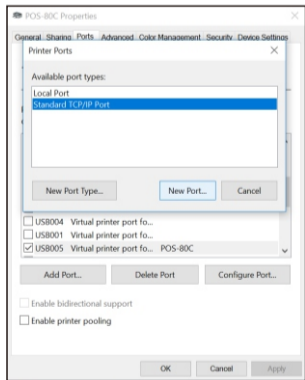 POS-80C Properties
General Sharing Ports Advanced Color Management Security Device Settings
Printer Ports
Available port types:
Local Port
Standard TCP/IP Port
New Port Type... New Port... Cancel
USB004 Virtual printer port fo...
USB001 Virtual printer port fo...
USB005 Virtual printer port fo... POS-80C
Add Port... Delete Port Configure Port...
Enable bidirectional support
Enable printer pooling
OK Cancel Apply